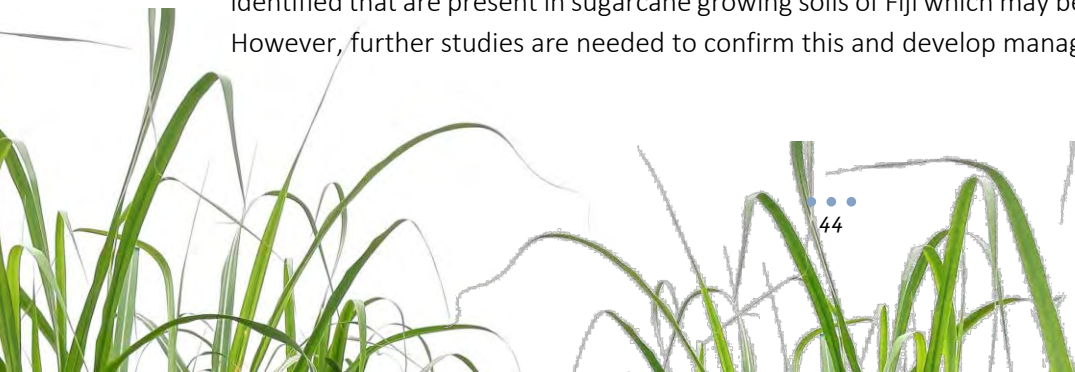 identified that are present in sugarcane growing soils of Fiji which may be
However, further studies are needed to confirm this and develop manag
44